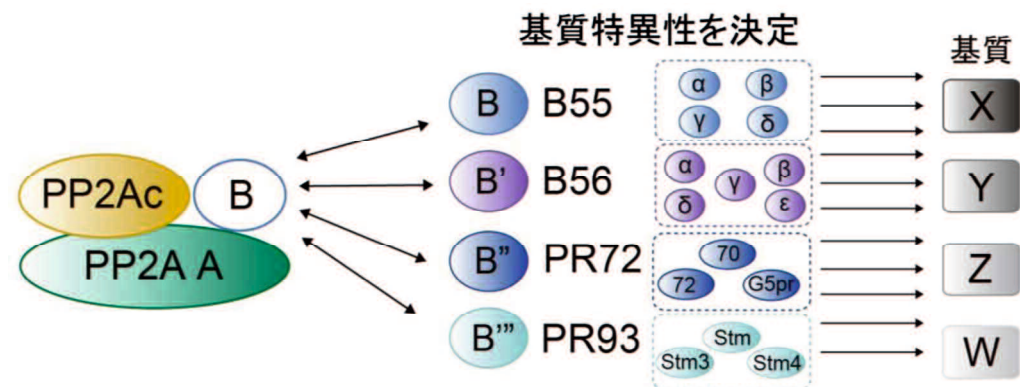 基質特異性を決定
基質
PP2Ac
B
PP2A A
B B55
α β
γ δ
X
B' B56
α γ β
δ ε
Y
B" PR72
70
72 G5pr
Z
B"' PR93
Stm
Stm3 Stm4
W